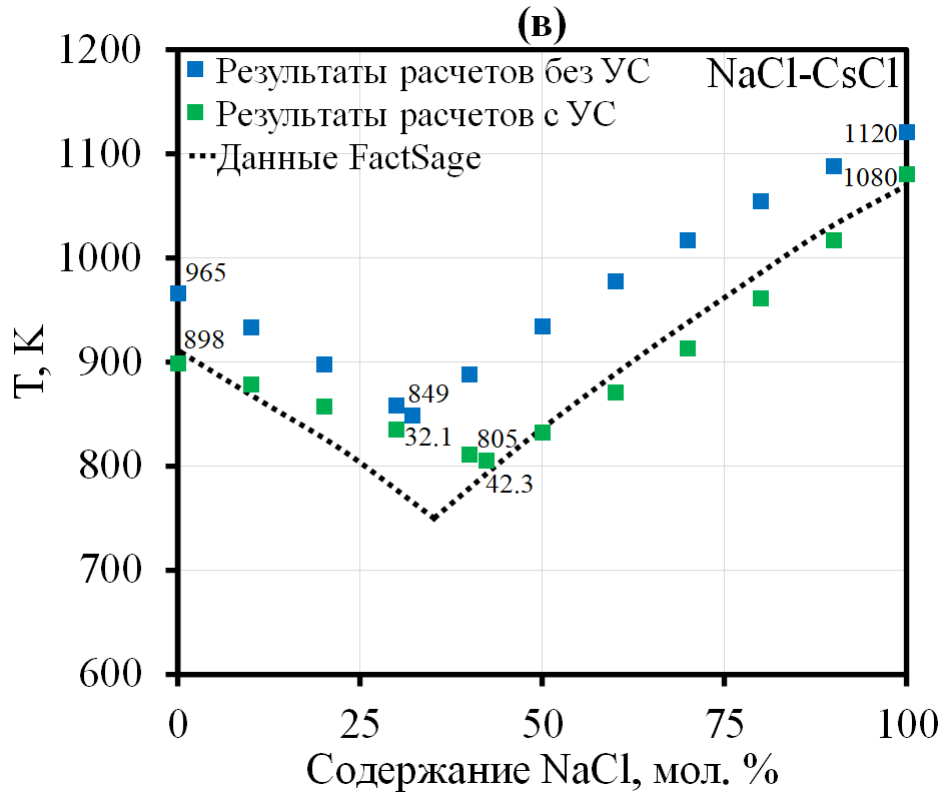 (в)
1200
1100
1000
900
800
700
600
Т, К
Результаты расчетов без УС
Результаты расчетов с УС
Данные FactSage
NaCl-CsCl
1120
1080
965
898
849
32.1
805
42.3
0
25
50
75
100
Содержание NaCl, мол. %